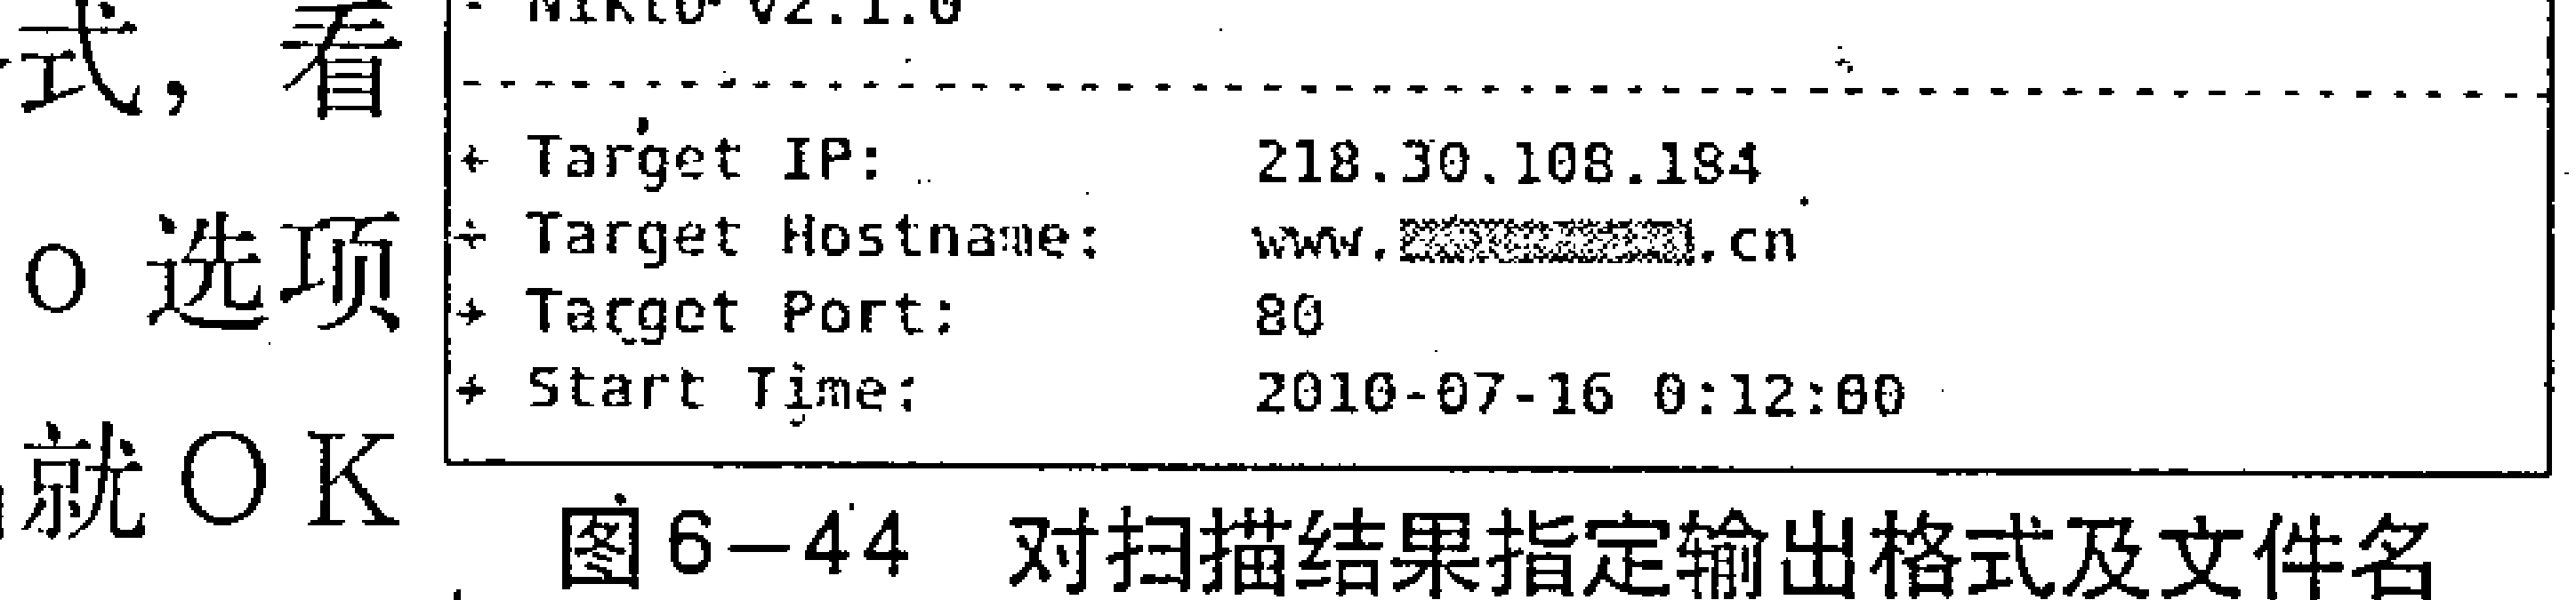 - Nikto v2.1.0
式，看
+ Target IP: 218.30.108.184
+ Target Hostname: www. .cn
o 选项
+ Target Port: 80
+ Start Time: 2010-07-16 0:12:00
就OK
图6-44 对扫描结果指定输出格式及文件名